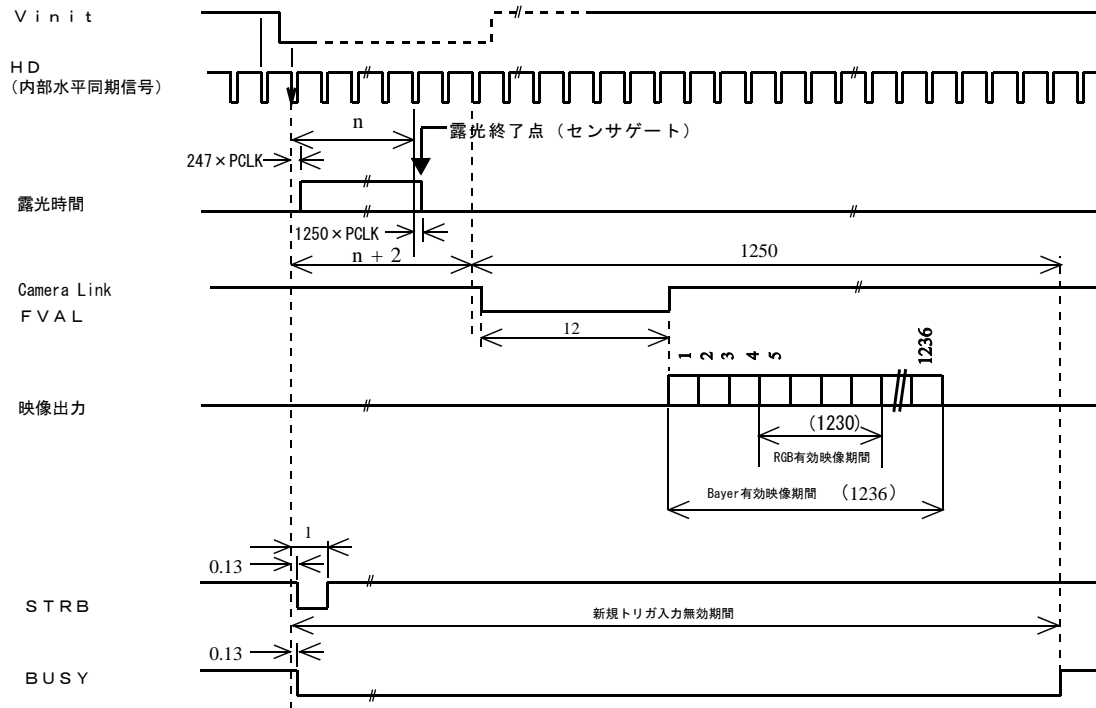 Ｖｉｎｉｔ
ＨＤ
(内部水平同期信号)
n
露光終了点（センサゲート）
247×PCLK
露光時間
1250×PCLK
n + 2
1250
Camera Link
ＦＶＡＬ
12
1
2
3
4
5
1236
映像出力
(1230)
RGB有効映像期間
Bayer有効映像期間 (1236)
1
0.13
ＳＴＲＢ
新規トリガ入力無効期間
0.13
ＢＵＳＹ